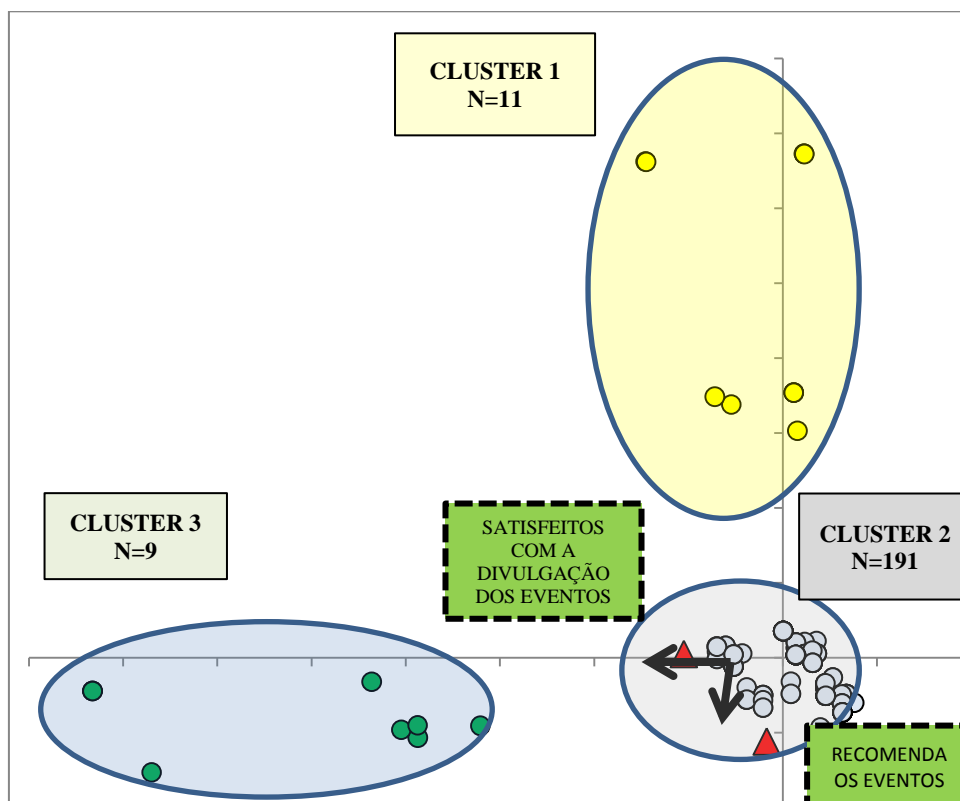 CLUSTER 1
N=11
CLUSTER 3
N=9
SATISFEITOS
COM A
DIVULGAÇÃO
DOS EVENTOS
CLUSTER 2
N=191
RECOMENDA
OS EVENTOS